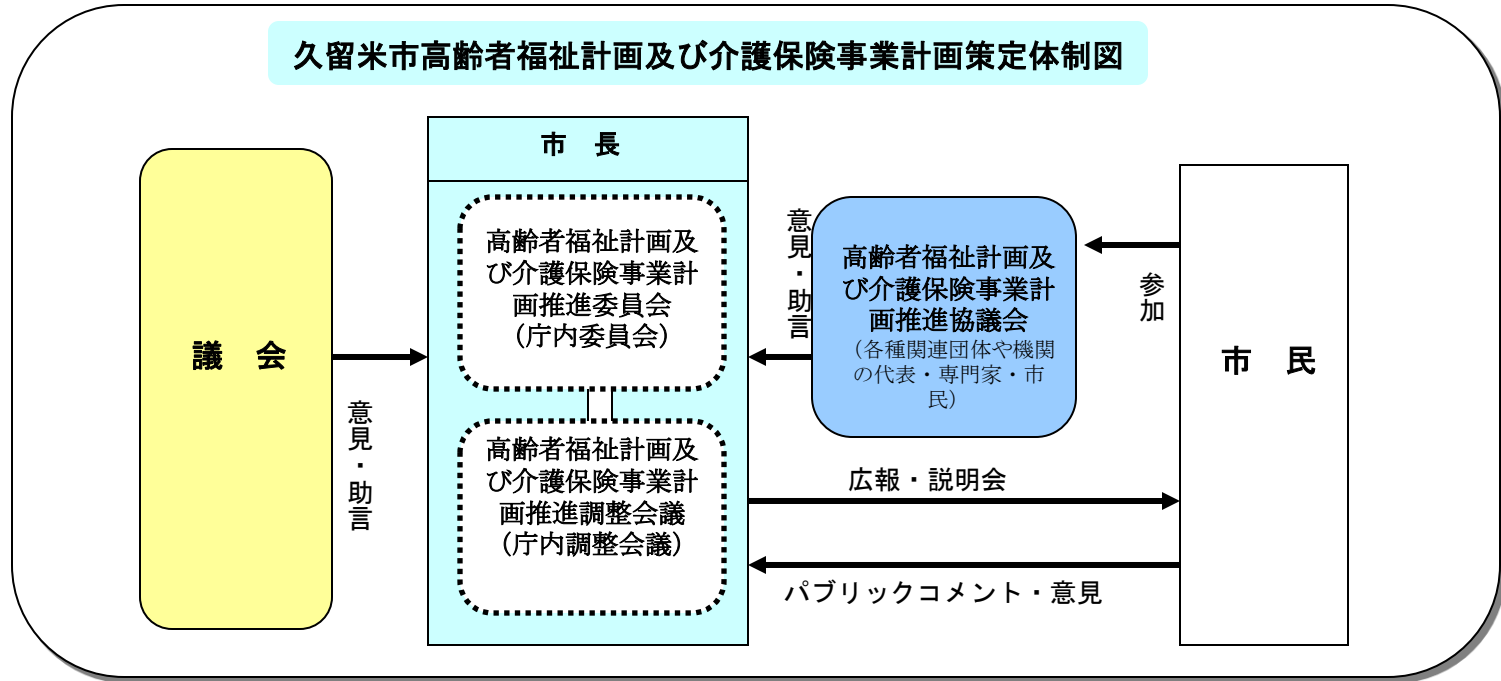 久留米市高齢者福祉計画及び介護保険事業計画策定体制図
議　会
意見・助言
市　長
高齢者福祉計画及
び介護保険事業計
画推進委員会
（庁内委員会）
高齢者福祉計画及
び介護保険事業計
画推進調整会議
（庁内調整会議）
意見・助言
高齢者福祉計画及
び介護保険事業計
画推進協議会
（各種関連団体や機関
の代表・専門家・市
民）
参加
市　民
広報・説明会
パブリックコメント・意見